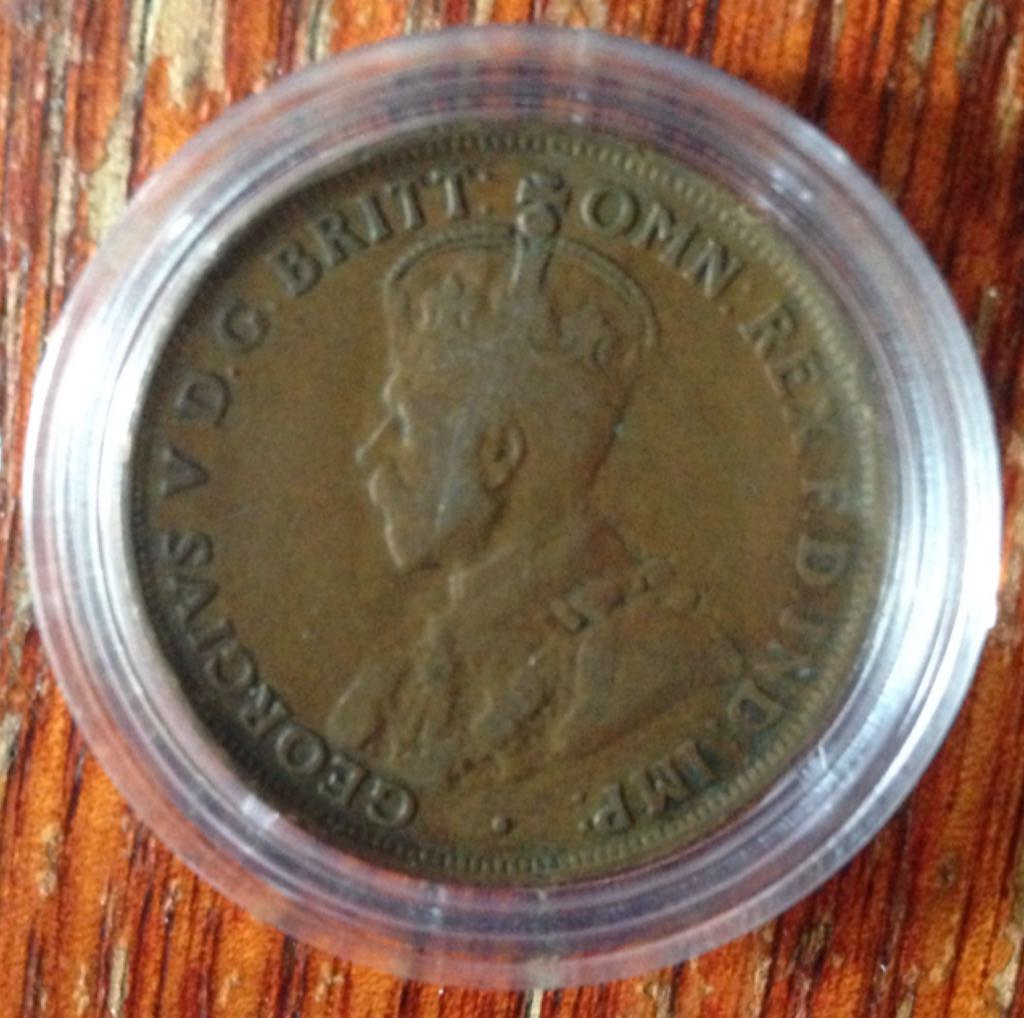 GEORGIVS V D.G. BRITT: OMN: REX F.D. IND: IMP: